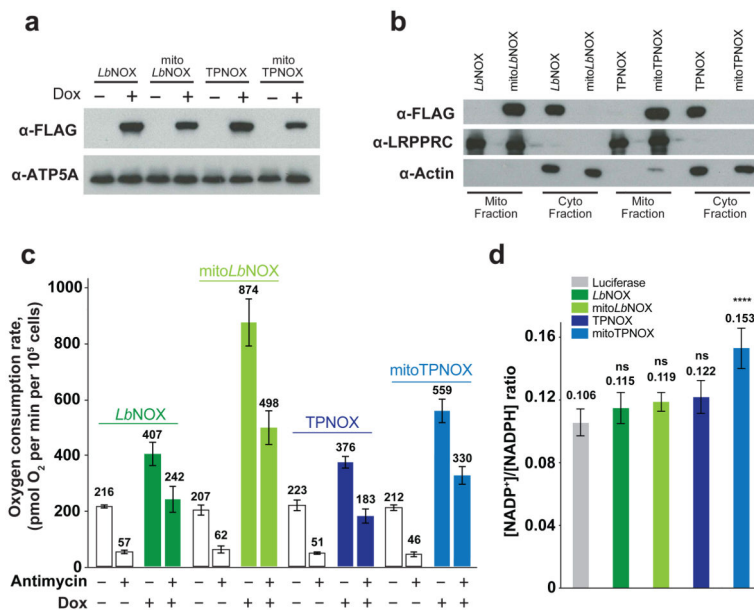 a
LbNOX
mito
LbNOX
TPNOX
mito
TPNOX
Dox
– + – + – + – +
α-FLAG
α-ATP5A
b
LbNOX
mitoLbNOX
LbNOX
mitoLbNOX
TPNOX
mitoTPNOX
TPNOX
mitoTPNOX
α-FLAG
α-LRPPRC
α-Actin
Mito
Fraction
Cyto
Fraction
Mito
Fraction
Cyto
Fraction
c
Oxygen consumption rate,
(pmol O₂ per min per 10⁵ cells)
1000
800
600
400
200
0
LbNOX
mitoLbNOX
TPNOX
mitoTPNOX
216
57
407
242
207
62
874
498
223
51
376
183
212
46
559
330
Antimycin – + – + – + – + – + – + – + – +
Dox – – + + – – + + – – + + – – + +
d
Luciferase
LbNOX
mitoLbNOX
TPNOX
mitoTPNOX
[NADP⁺]/[NADPH] ratio
0.16
0.12
0.08
0.04
0
0.106
ns
0.115
ns
0.119
ns
0.122
****
0.153